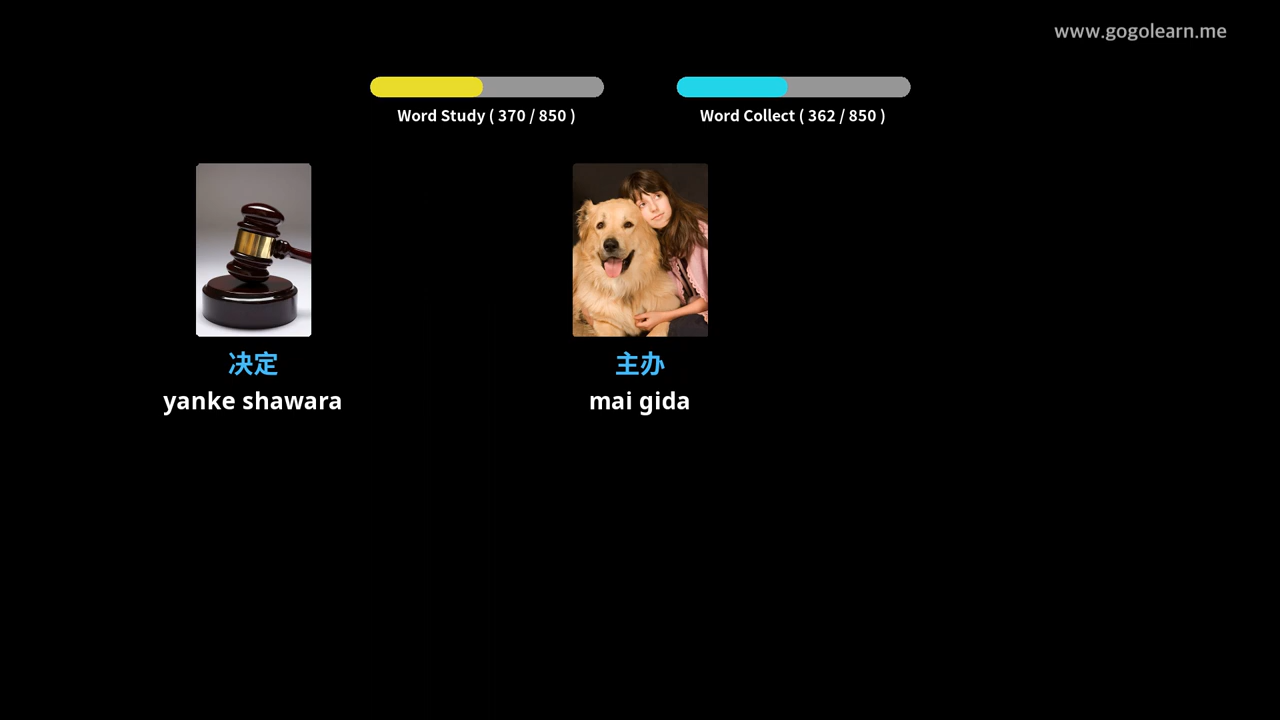 www.gogolearn.me
Word Study ( 370 / 850 )
Word Collect ( 362 / 850 )
决定
yanke shawara
主办
mai gida